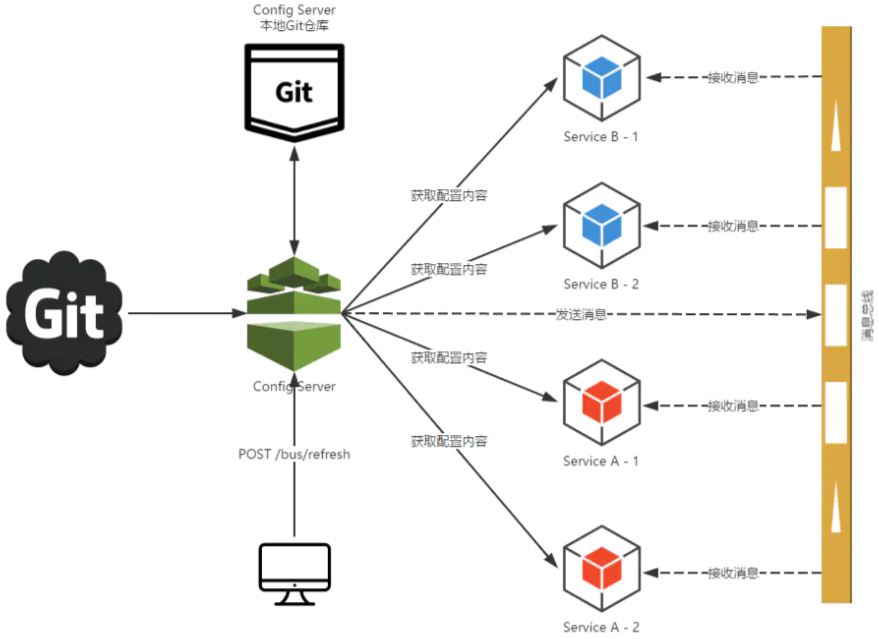 Config Server
本地Git仓库
Git
接收消息
Service B - 1
获取配置内容
接收消息
获取配置内容
Service B - 2
Git
发送消息
消息总线
获取配置内容
Config Server
接收消息
获取配置内容
POST /bus/refresh
Service A - 1
接收消息
Service A - 2